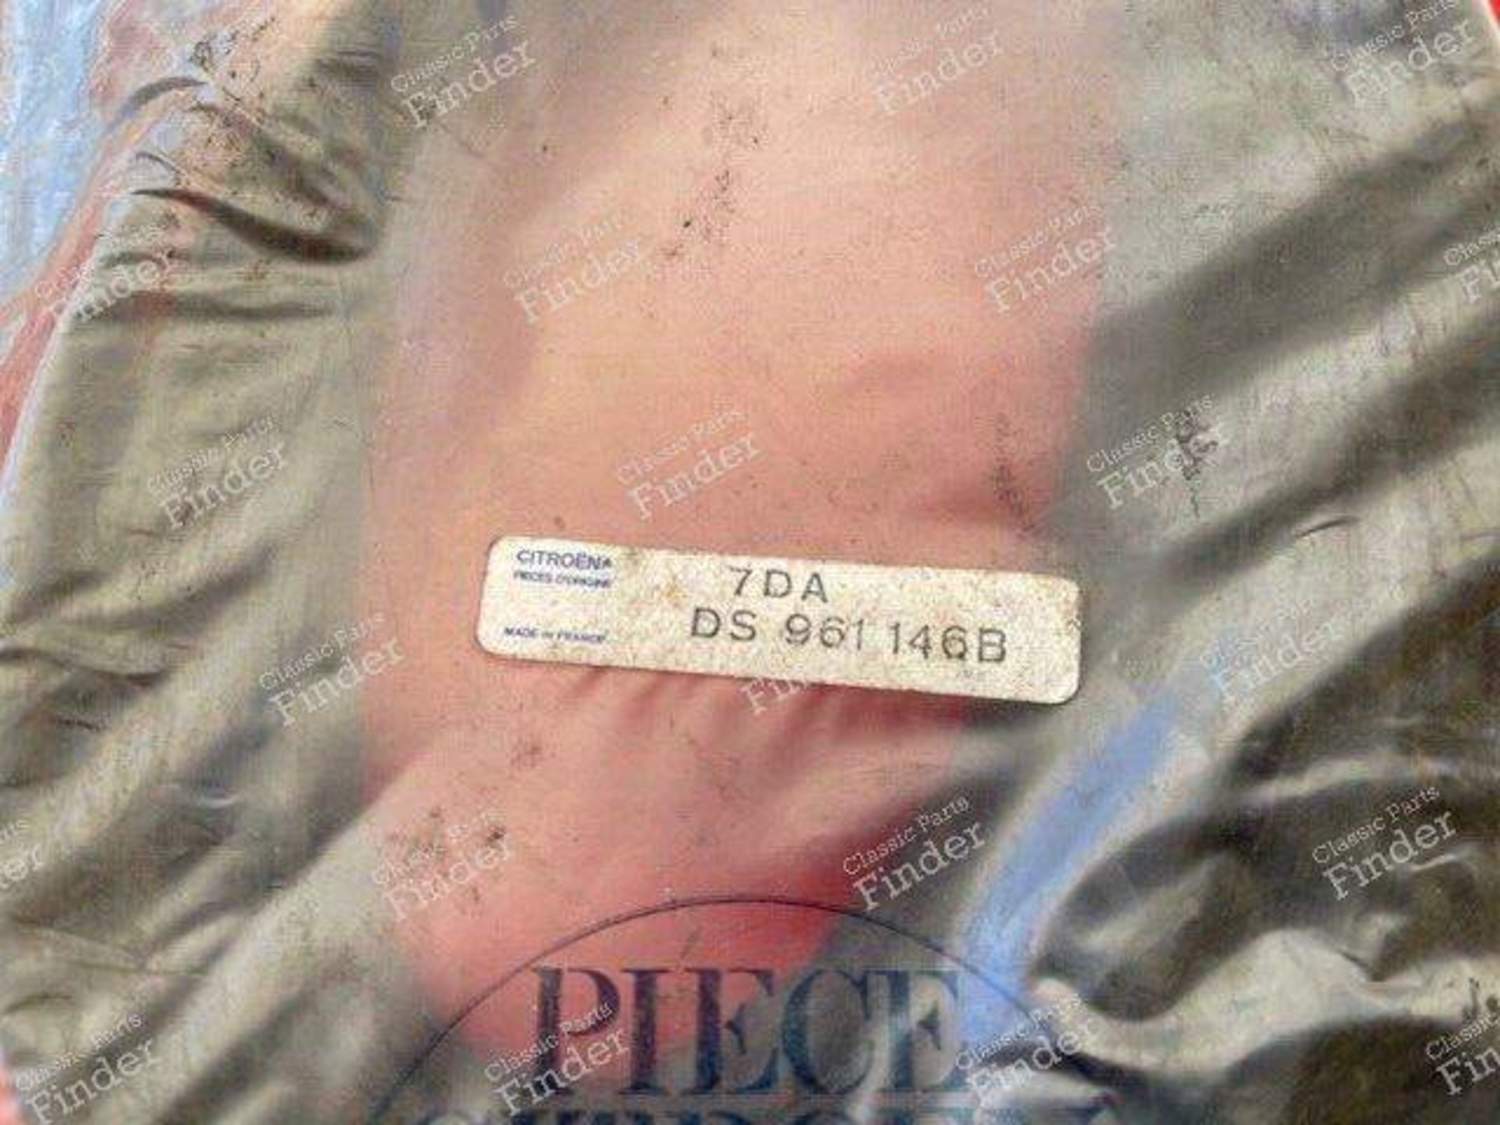 CITROËN
PIECES D'ORIGINE
MADE IN FRANCE
7DA
DS 961 146B
PIECE
Classic Parts
Finder